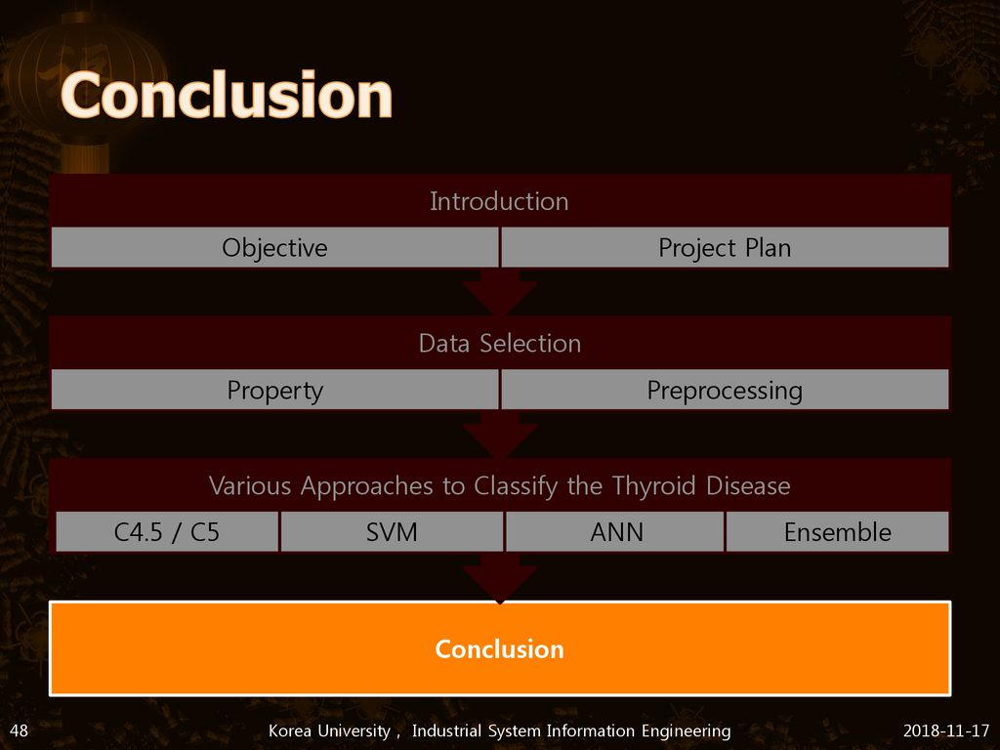 Conclusion
Introduction
Objective
Project Plan
Data Selection
Property
Preprocessing
Various Approaches to Classify the Thyroid Disease
C4.5 / C5
SVM
ANN
Ensemble
Conclusion
48
Korea University , Industrial System Information Engineering
2018-11-17